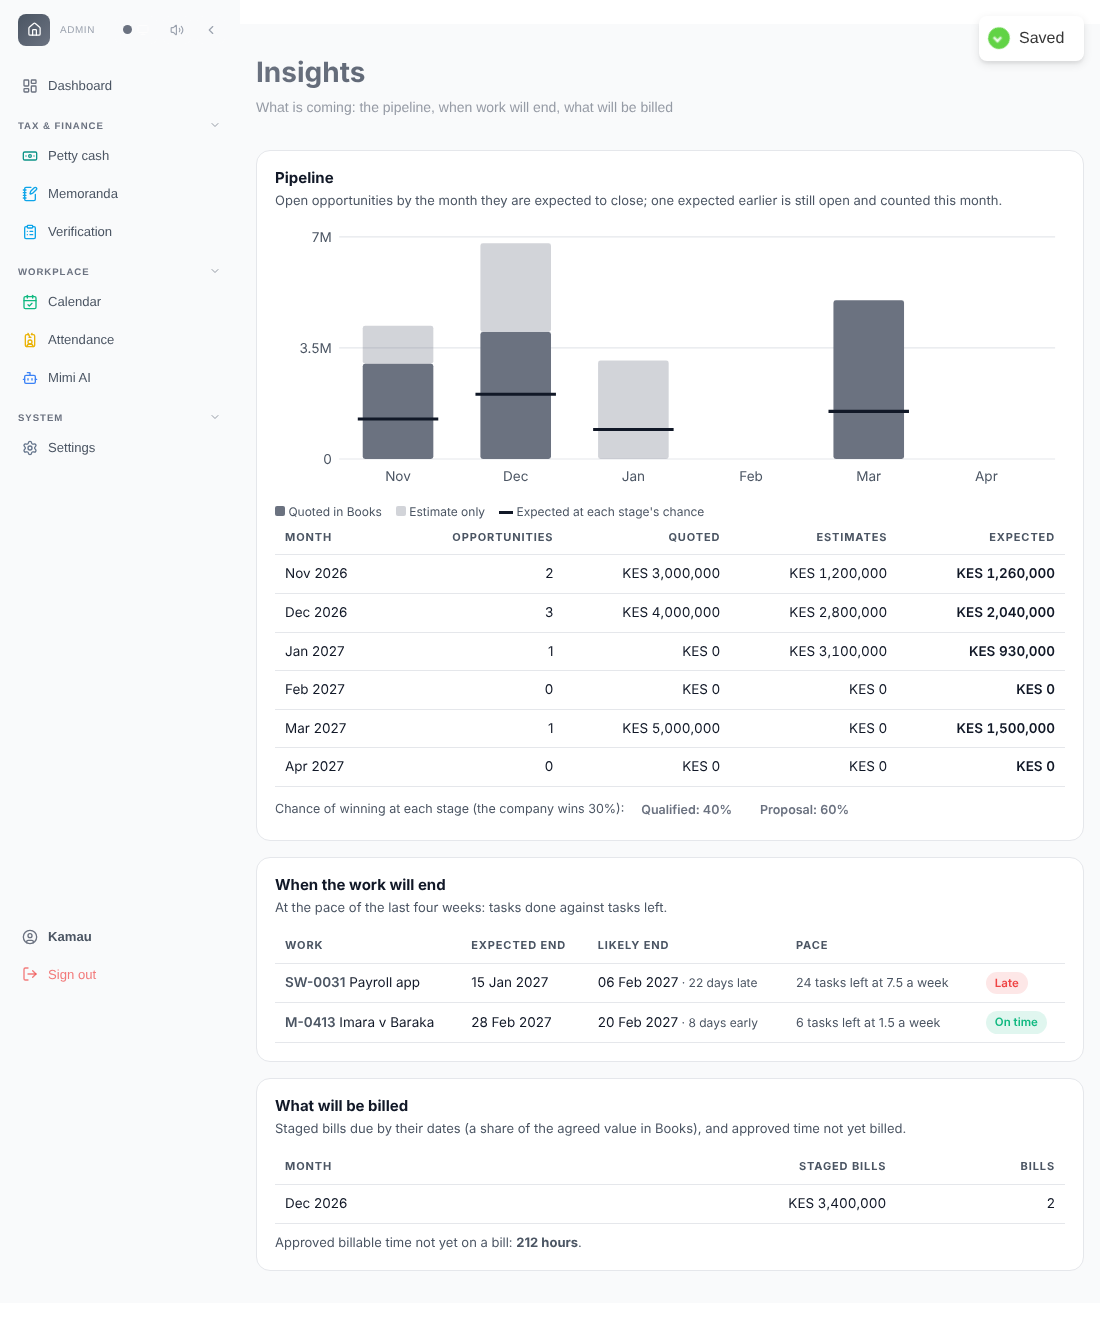 ADMIN
Saved
Dashboard
TAX & FINANCE
Petty cash
Memoranda
Verification
WORKPLACE
Calendar
Attendance
Mimi AI
SYSTEM
Settings
Kamau
Sign out
Insights
What is coming: the pipeline, when work will end, what will be billed
Pipeline
Open opportunities by the month they are expected to close; one expected earlier is still open and counted this month.
7M
3.5M
0
Nov Dec Jan Feb Mar Apr
Quoted in Books Estimate only Expected at each stage's chance
MONTH OPPORTUNITIES QUOTED ESTIMATES EXPECTED
Nov 2026 2 KES 3,000,000 KES 1,200,000 KES 1,260,000
Dec 2026 3 KES 4,000,000 KES 2,800,000 KES 2,040,000
Jan 2027 1 KES 0 KES 3,100,000 KES 930,000
Feb 2027 0 KES 0 KES 0 KES 0
Mar 2027 1 KES 5,000,000 KES 0 KES 1,500,000
Apr 2027 0 KES 0 KES 0 KES 0
Chance of winning at each stage (the company wins 30%): Qualified: 40% Proposal: 60%
When the work will end
At the pace of the last four weeks: tasks done against tasks left.
WORK EXPECTED END LIKELY END PACE
SW-0031 Payroll app 15 Jan 2027 06 Feb 2027 · 22 days late 24 tasks left at 7.5 a week Late
M-0413 Imara v Baraka 28 Feb 2027 20 Feb 2027 · 8 days early 6 tasks left at 1.5 a week On time
What will be billed
Staged bills due by their dates (a share of the agreed value in Books), and approved time not yet billed.
MONTH STAGED BILLS BILLS
Dec 2026 KES 3,400,000 2
Approved billable time not yet on a bill: 212 hours.